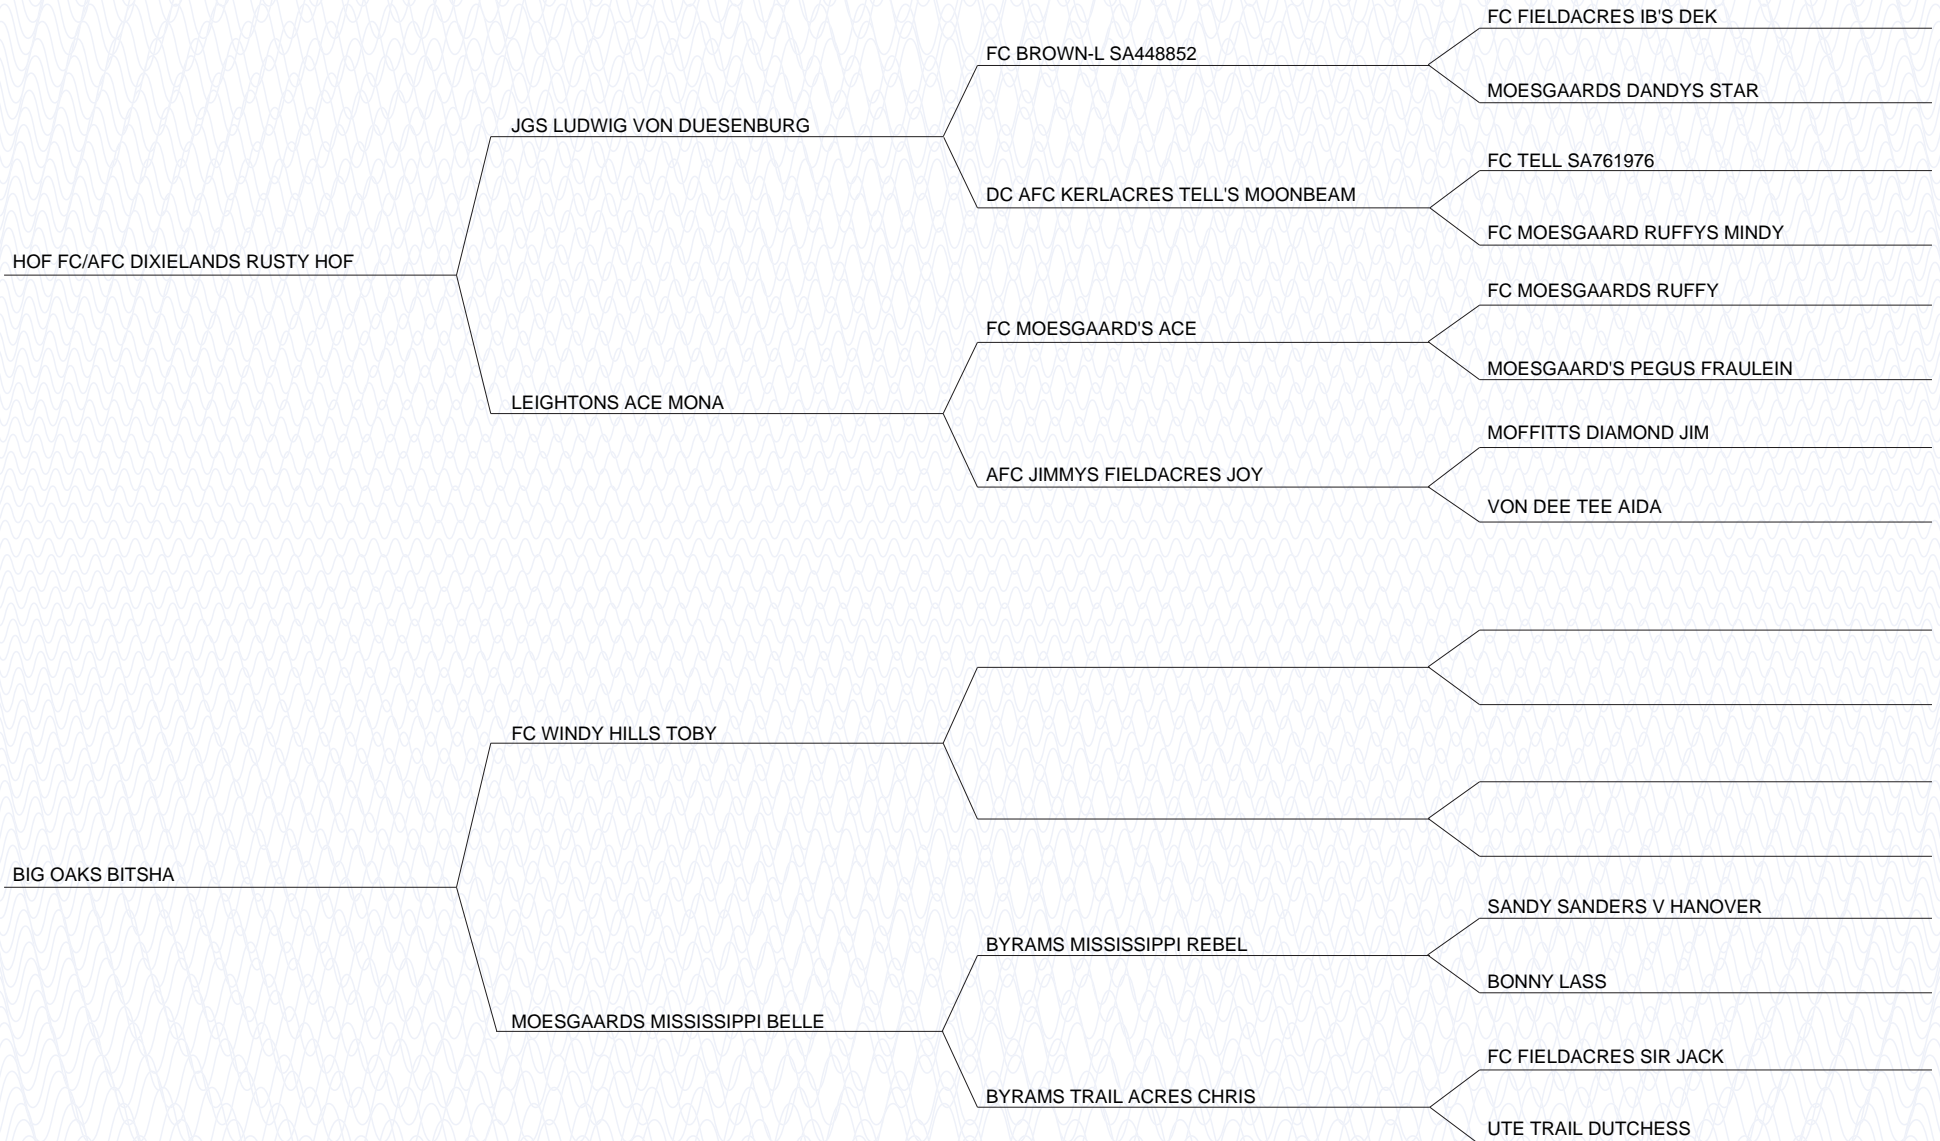 FC FIELDACRES IB'S DEK
FC BROWN-L SA448852
MOESGAARDS DANDYS STAR
JGS LUDWIG VON DUESENBURG
FC TELL SA761976
DC AFC KERLACRES TELL'S MOONBEAM
FC MOESGAARD RUFFYS MINDY
HOF FC/AFC DIXIELANDS RUSTY HOF
FC MOESGAARDS RUFFY
FC MOESGAARD'S ACE
MOESGAARD'S PEGUS FRAULEIN
LEIGHTONS ACE MONA
MOFFITTS DIAMOND JIM
AFC JIMMYS FIELDACRES JOY
VON DEE TEE AIDA
FC WINDY HILLS TOBY
BIG OAKS BITSHA
SANDY SANDERS V HANOVER
BYRAMS MISSISSIPPI REBEL
BONNY LASS
MOESGAARDS MISSISSIPPI BELLE
FC FIELDACRES SIR JACK
BYRAMS TRAIL ACRES CHRIS
UTE TRAIL DUTCHESS